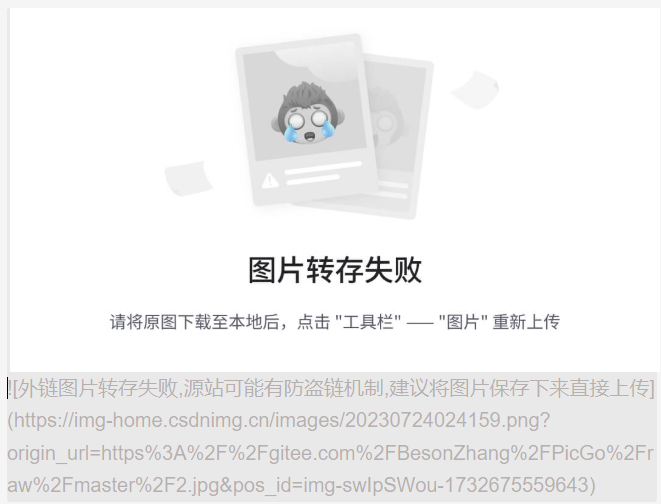 图片转存失败
请将原图下载至本地后，点击 "工具栏" —— "图片" 重新上传
![外链图片转存失败,源站可能有防盗链机制,建议将图片保存下来直接上传]
(https://img-home.csdnimg.cn/images/20230724024159.png?
origin_url=https%3A%2F%2Fgitee.com%2FBesonZhang%2FPicGo%2Fr
aw%2Fmaster%2F2.jpg&pos_id=img-swIpSWou-1732675559643)